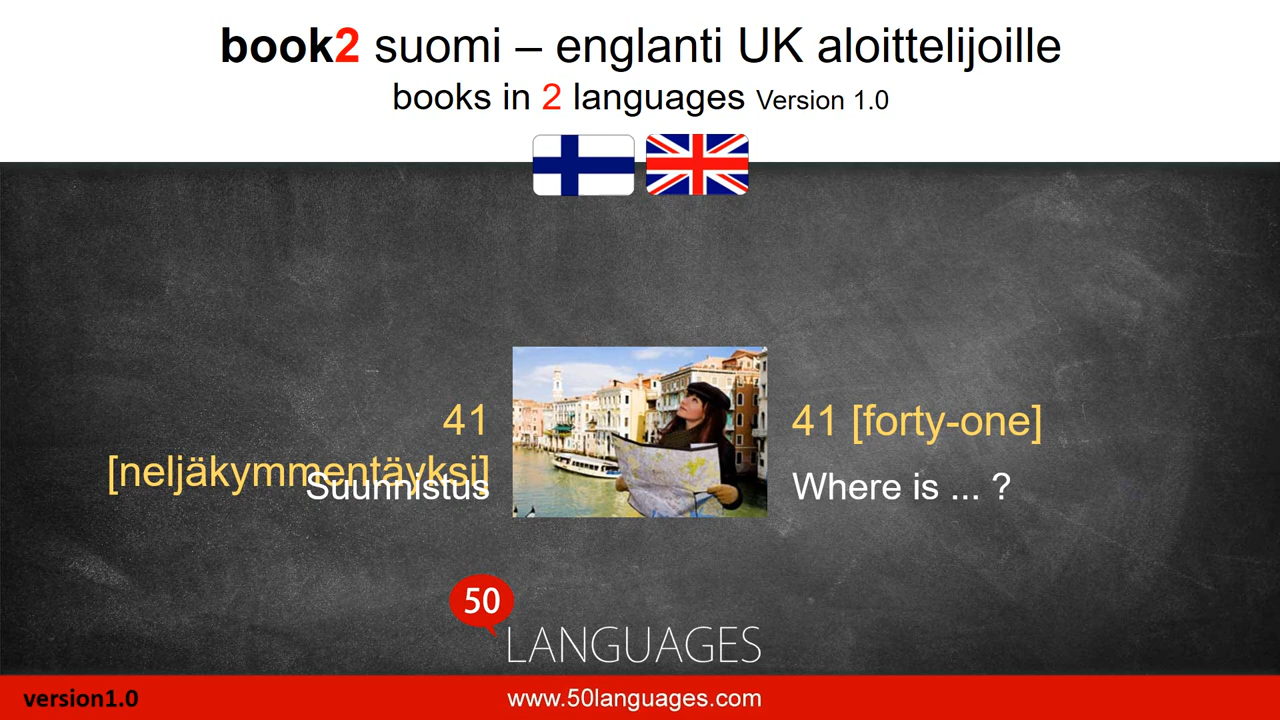 book2 suomi – englanti UK aloittelijoille
books in 2 languages Version 1.0
41
[neljäkymmentäyksi]
Suunnistus
41 [forty-one]
Where is ... ?
50
LANGUAGES
version1.0
www.50languages.com